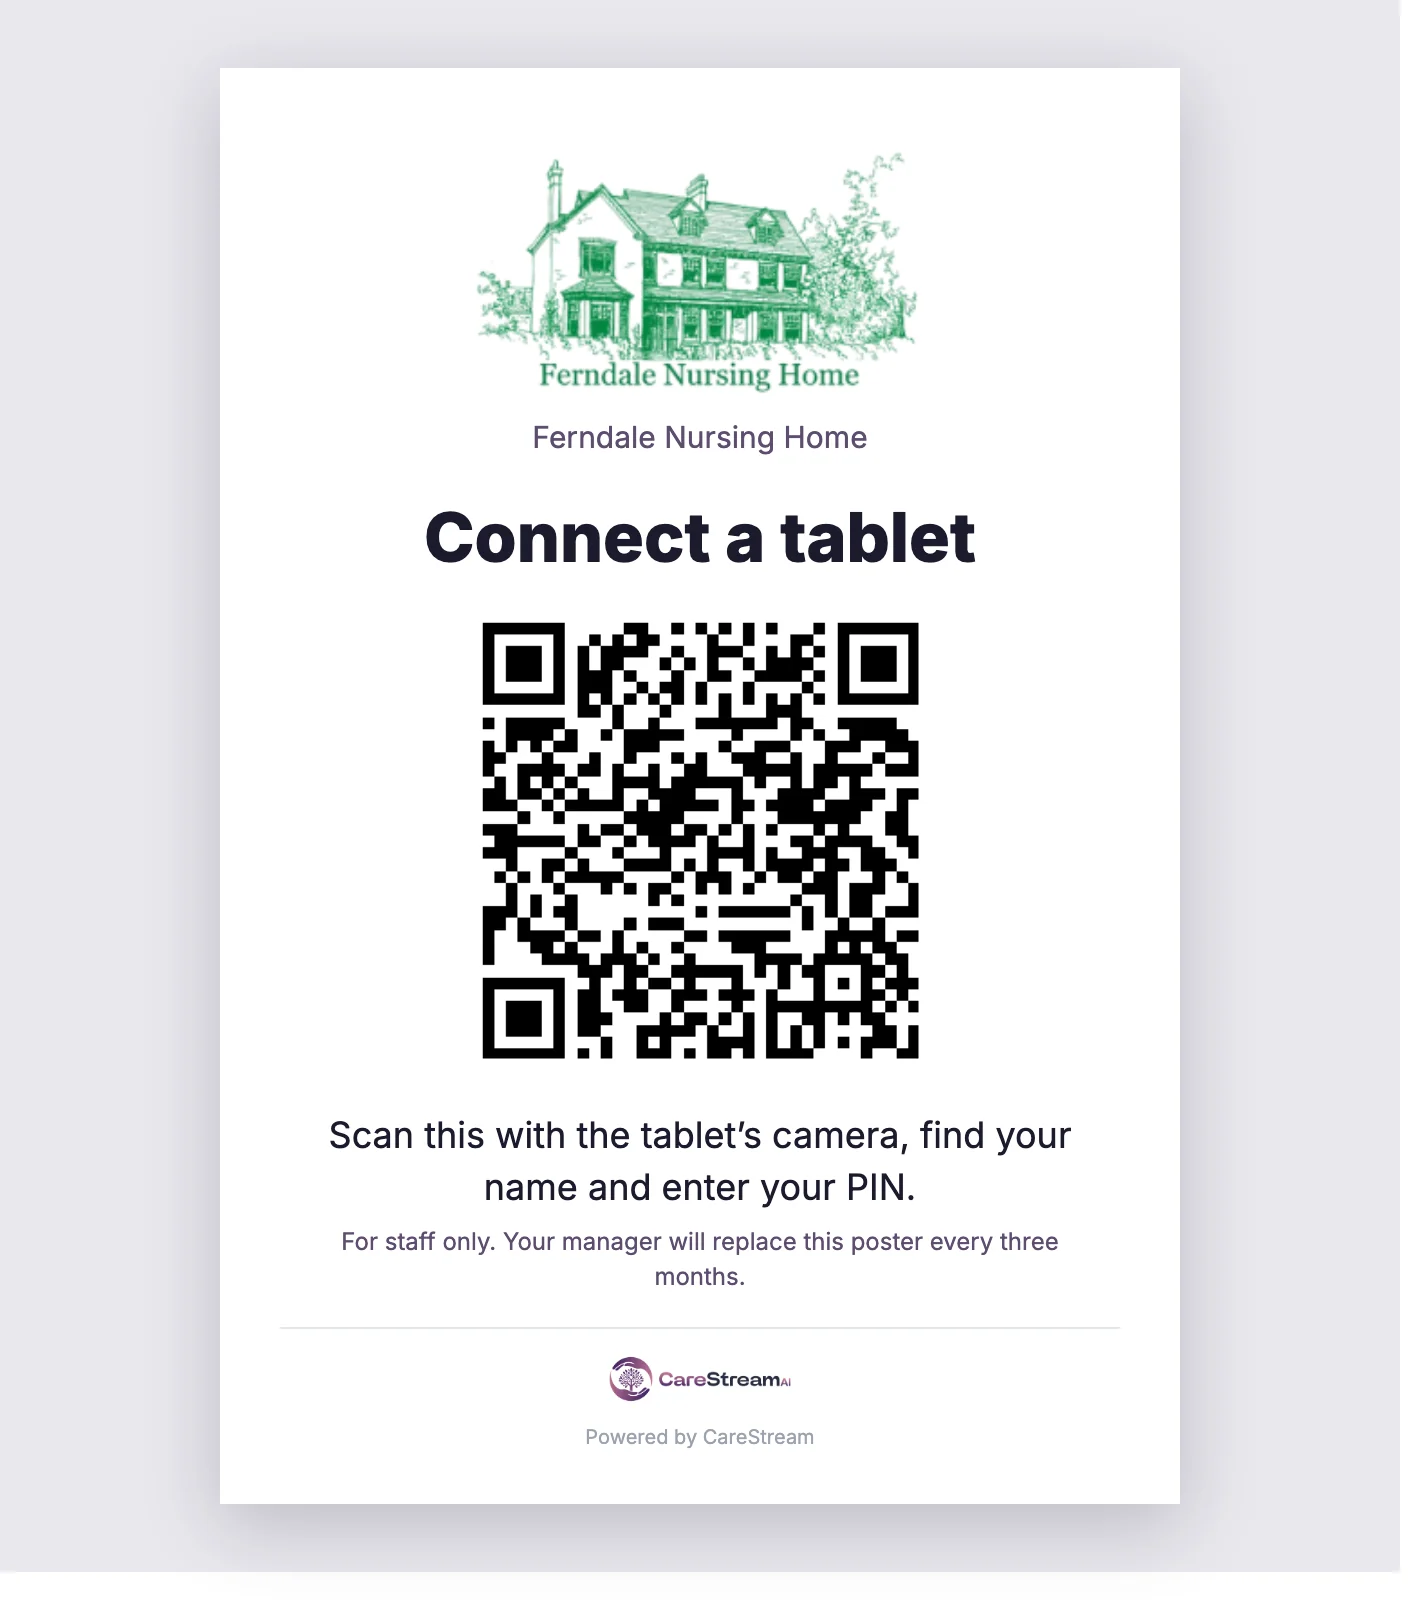 Ferndale Nursing Home
Ferndale Nursing Home
Connect a tablet
Scan this with the tablet’s camera, find your
name and enter your PIN.
For staff only. Your manager will replace this poster every three
months.
CareStreamAi
Powered by CareStream